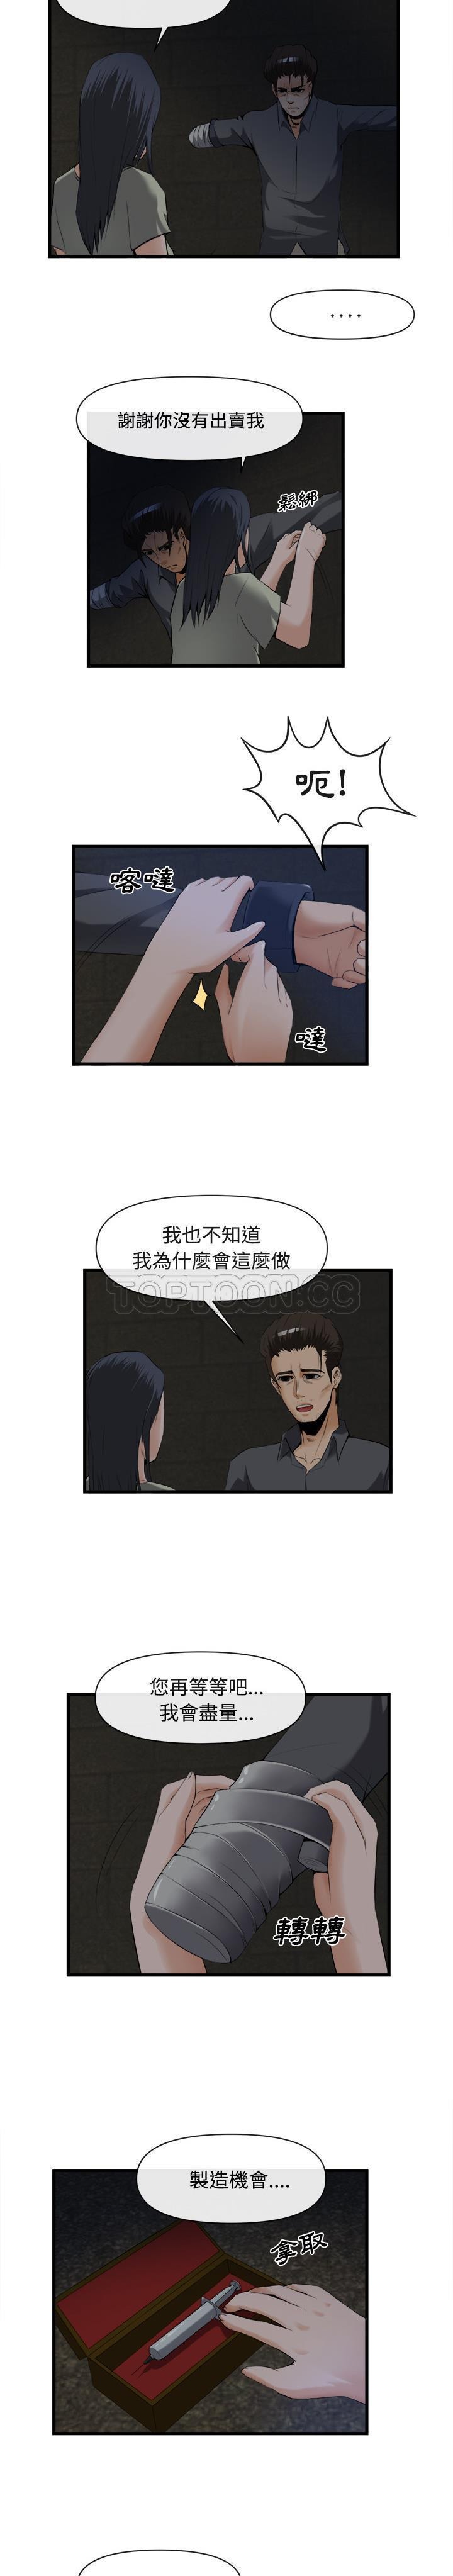 ....
謝謝你沒有出賣我
鬆綁
呃!
喀噠
噠
我也不知道
我為什麼會這麼做
TOPTOON.CC
您再等等吧...
我會盡量...
轉轉
製造機會....
拿取